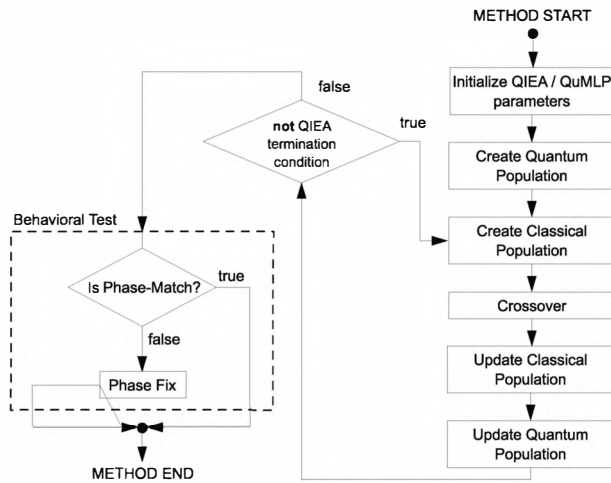 METHOD START
Initialize QIEA / QuMLP
parameters
Create Quantum
Population
Create Classical
Population
Crossover
Update Classical
Population
Update Quantum
Population
false
not QIEA
termination
condition
true
Behavioral Test
Is Phase-Match?
true
false
Phase Fix
METHOD END